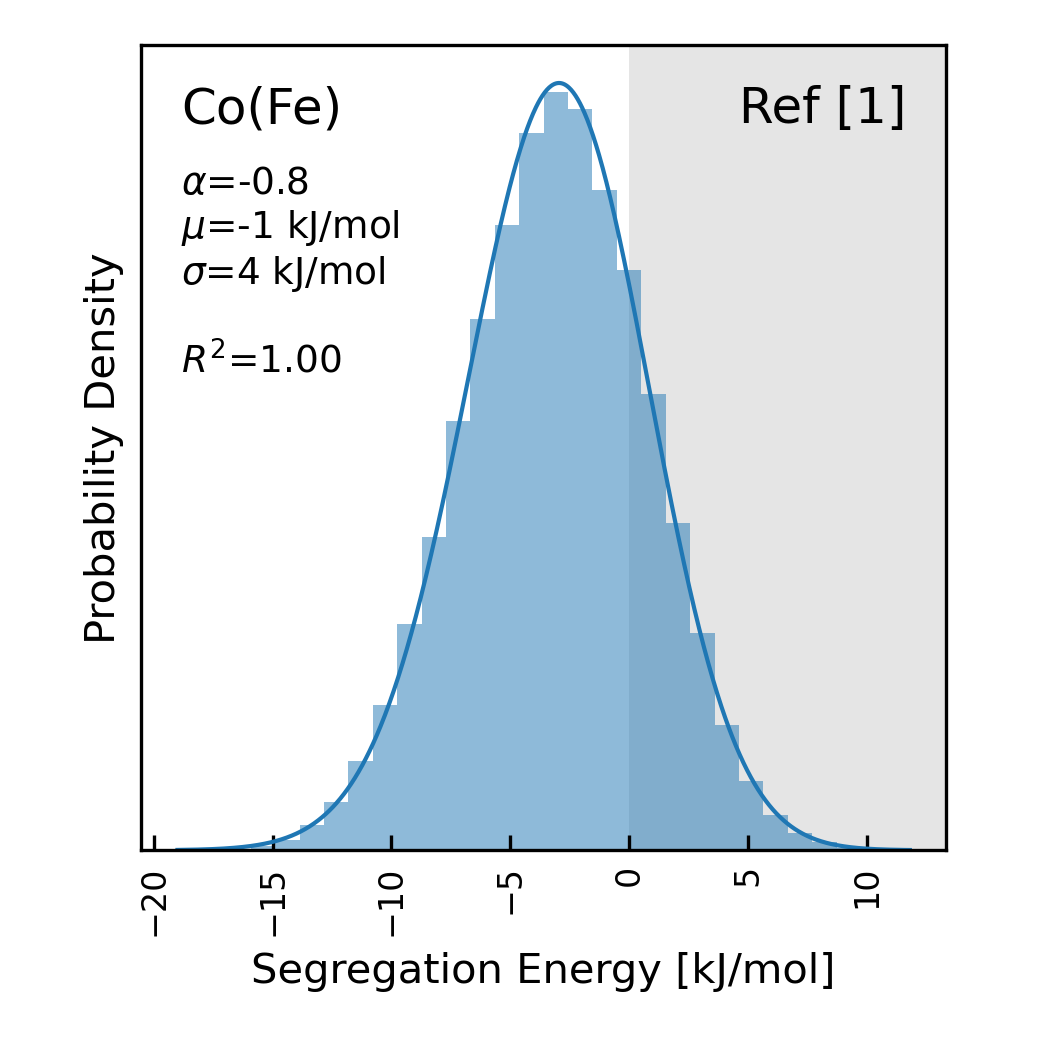 Co(Fe)
Ref [1]
α=-0.8
μ=-1 kJ/mol
σ=4 kJ/mol
R²=1.00
Probability Density
−20 −15 −10 −5 0 5 10
Segregation Energy [kJ/mol]